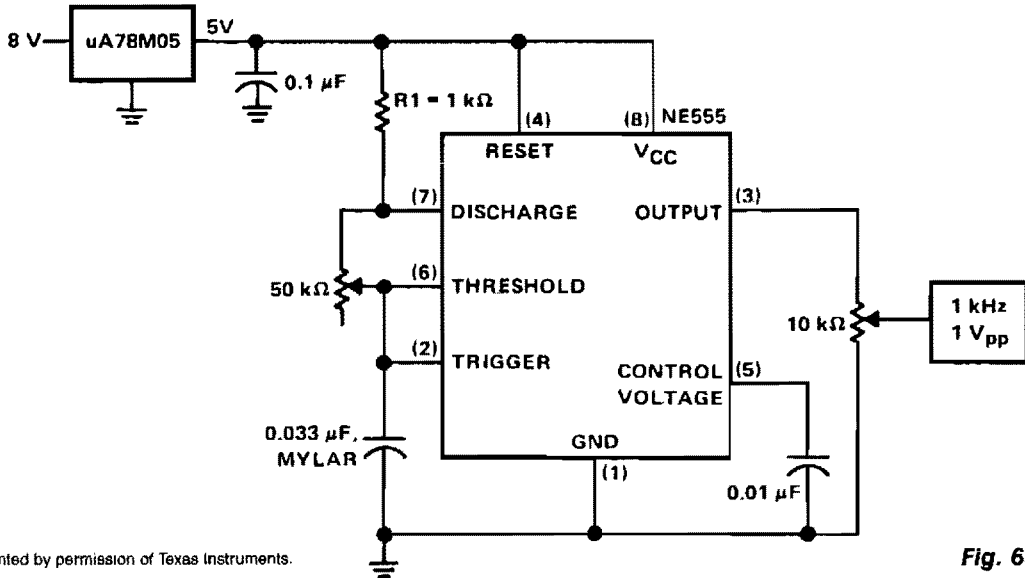 8 V
uA78M05
5V
0.1 µF
R1 = 1 kΩ
(4)
(8)
NE555
RESET
VCC
(7)
DISCHARGE
OUTPUT
(3)
(6)
THRESHOLD
50 kΩ
10 kΩ
1 kHz
1 Vpp
(2)
TRIGGER
CONTROL
VOLTAGE
(5)
0.033 µF,
MYLAR
GND
(1)
0.01 µF
nted by permission of Texas Instruments.
Fig. 6